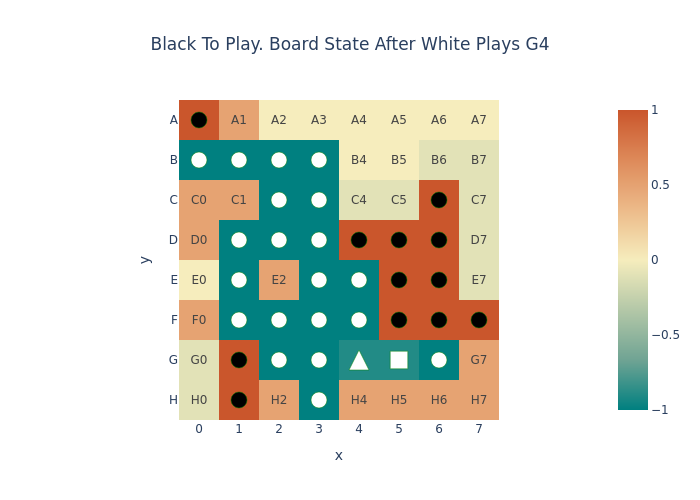 Black To Play. Board State After White Plays G4
A A1 A2 A3 A4 A5 A6 A7
B B4 B5 B6 B7
C C0 C1 C4 C5 C7
D D0 D7
E E0 E2 E7
F F0
G G0 G7
H H0 H2 H4 H5 H6 H7
0 1 2 3 4 5 6 7
x
y
1
0.5
0
−0.5
−1